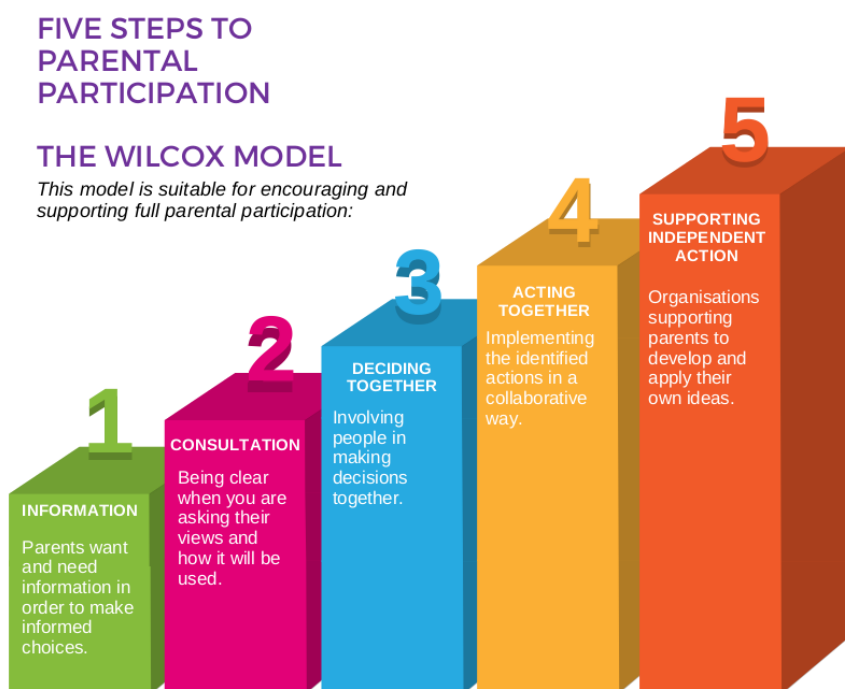 FIVE STEPS TO
PARENTAL
PARTICIPATION
THE WILCOX MODEL
This model is suitable for encouraging and
supporting full parental participation:
1
INFORMATION
Parents want
and need
information in
order to make
informed
choices.
2
CONSULTATION
Being clear
when you are
asking their
views and
how it will be
used.
3
DECIDING
TOGETHER
Involving
people in
making
decisions
together.
4
ACTING
TOGETHER
Implementing
the identified
actions in a
collaborative
way.
5
SUPPORTING
INDEPENDENT
ACTION
Organisations
supporting
parents to
develop and
apply their
own ideas.